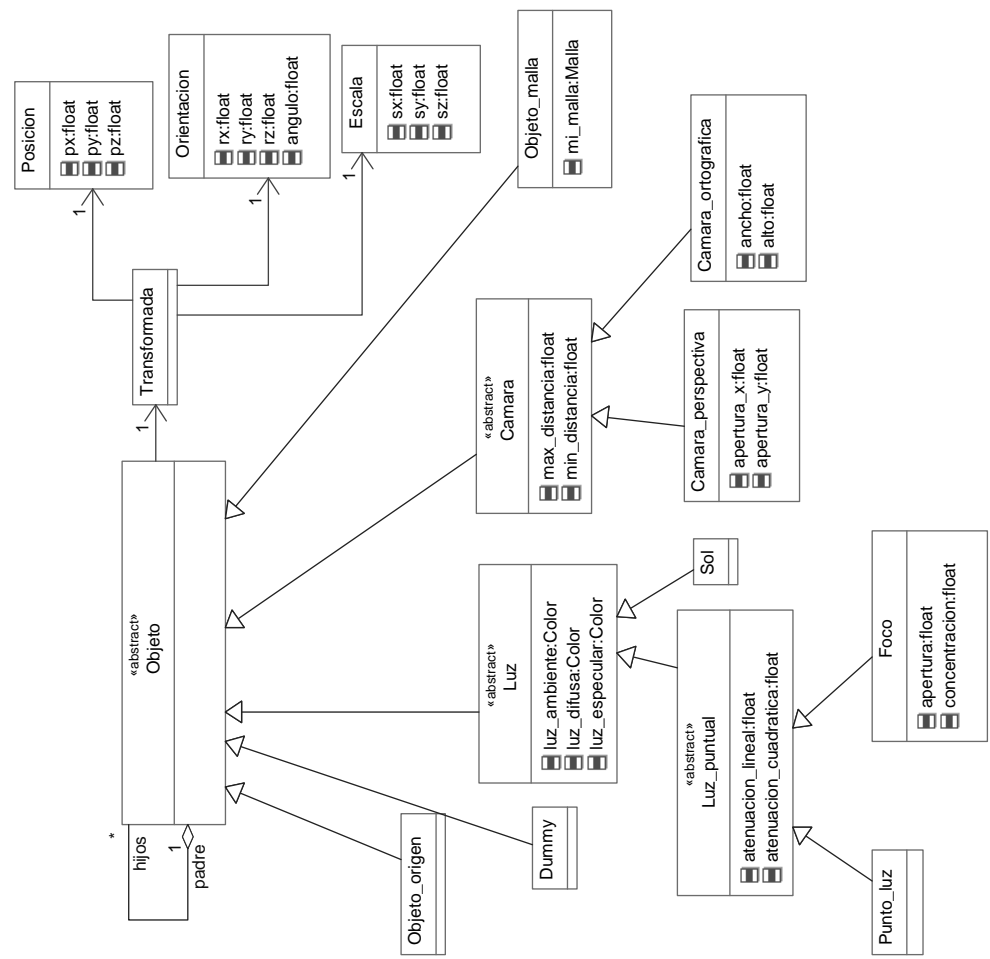 Posicion
px:float
py:float
pz:float
Orientacion
rx:float
ry:float
rz:float
angulo:float
Escala
sx:float
sy:float
sz:float
1
1
1
Transformada
1
«abstract»
Objeto
*
hijos
1
padre
Objeto_malla
mi_malla:Malla
«abstract»
Camara
max_distancia:float
min_distancia:float
Camara_ortografica
ancho:float
alto:float
Camara_perspectiva
apertura_x:float
apertura_y:float
«abstract»
Luz
luz_ambiente:Color
luz_difusa:Color
luz_especular:Color
Sol
Objeto_origen
Dummy
«abstract»
Luz_puntual
atenuacion_lineal:float
atenuacion_cuadratica:float
Foco
apertura:float
concentracion:float
Punto_luz